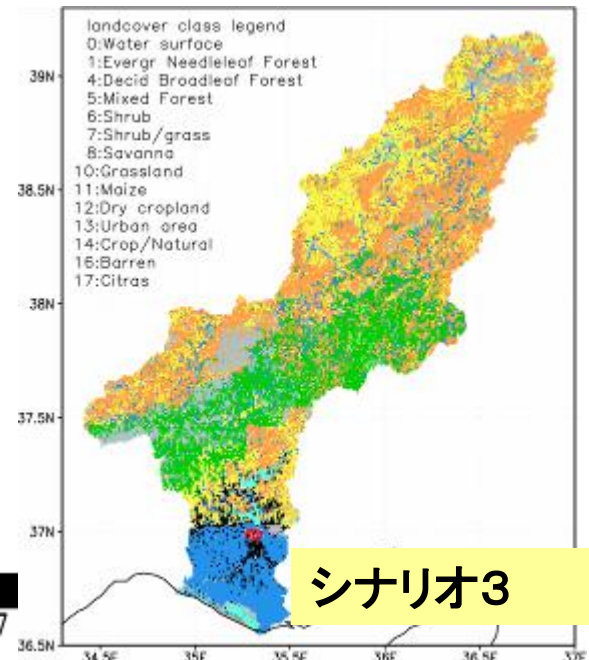 landcover class legend
0:Water surface
1:Evergr Needleleof Forest
4:Decid Broadleof Forest
5:Mixed Forest
6:Shrub
7:Shrub/grass
8:Savanna
10:Grassland
11:Maize
12:Dry cropland
13:Urban area
14:Crop/Natural
16:Barren
17:Citras
39N
38.5N
38N
37.5N
37N
36.5N
シナリオ3
7
34.5E 35E 35.5E 36E 36.5E 37E